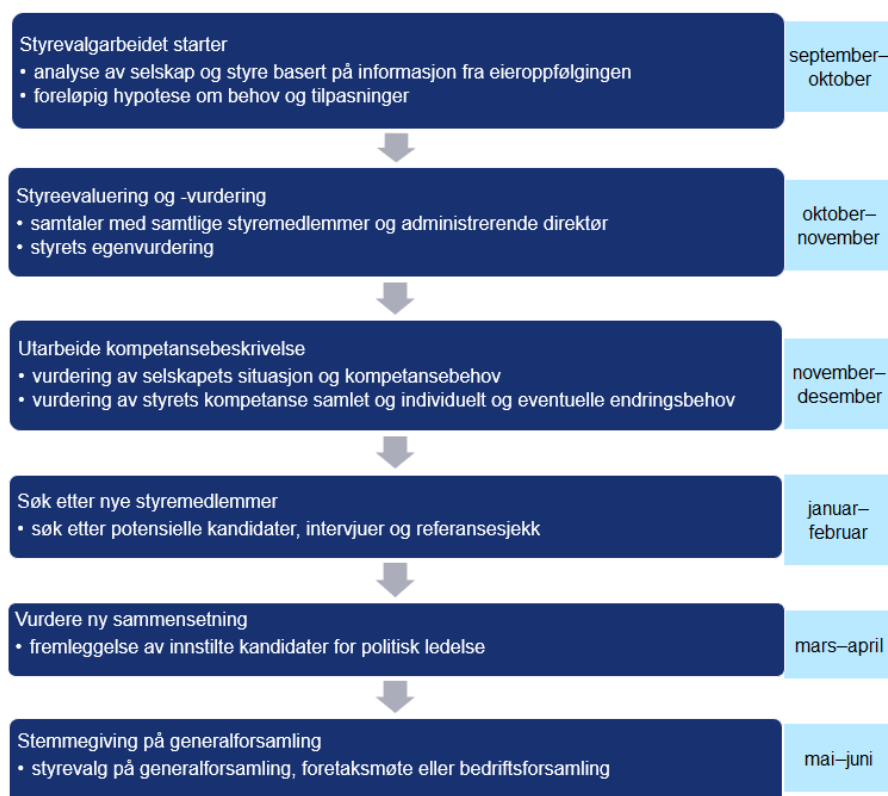 Styrevalgarbeidet starter
• analyse av selskap og styre basert på informasjon fra eieroppfølgingen
• foreløpig hypotese om behov og tilpasninger
september–
oktober
Styreevaluering og -vurdering
• samtaler med samtlige styremedlemmer og administrerende direktør
• styrets egenvurdering
oktober–
november
Utarbeide kompetansebeskrivelse
• vurdering av selskapets situasjon og kompetansebehov
• vurdering av styrets kompetanse samlet og individuelt og eventuelle endringsbehov
november–
desember
Søk etter nye styremedlemmer
• søk etter potensielle kandidater, intervjuer og referansesjekk
januar–
februar
Vurdere ny sammensetning
• fremleggelse av innstilte kandidater for politisk ledelse
mars–april
Stemmegiving på generalforsamling
• styrevalg på generalforsamling, foretaksmøte eller bedriftsforsamling
mai–juni